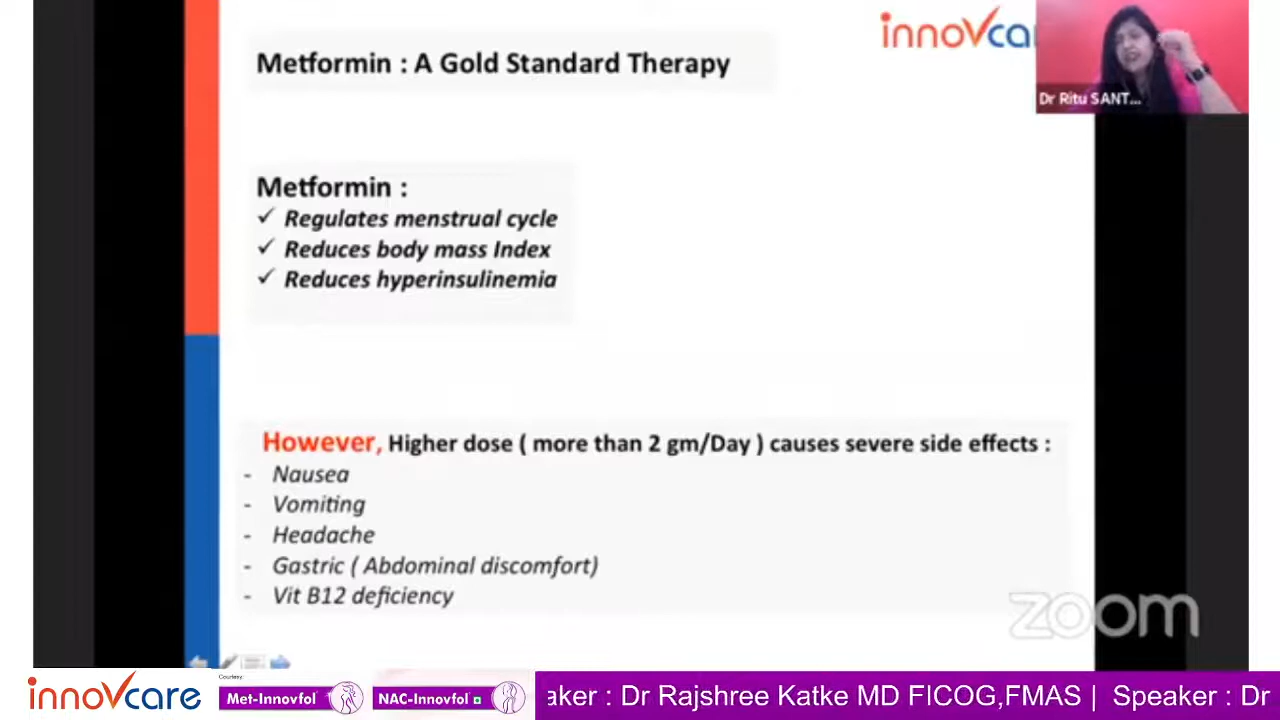 innovcar
Metformin : A Gold Standard Therapy
Dr Ritu SANT...
Metformin :
✓ Regulates menstrual cycle
✓ Reduces body mass Index
✓ Reduces hyperinsulinemia
However, Higher dose ( more than 2 gm/Day ) causes severe side effects :
- Nausea
- Vomiting
- Headache
- Gastric ( Abdominal discomfort)
- Vit B12 deficiency
zoom
Courtesy
innovcare Met-Innovfol NAC-Innovfol aker : Dr Rajshree Katke MD FICOG,FMAS | Speaker : Dr